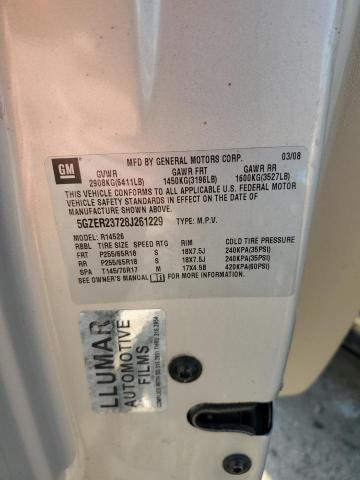 GM
MFD BY GENERAL MOTORS CORP. 03/08
GVWR GAWR FRT GAWR RR
2908KG(6411LB) 1450KG(3196LB) 1600KG(3527LB)
THIS VEHICLE CONFORMS TO ALL APPLICABLE U.S. FEDERAL MOTOR
VEHICLE SAFETY STANDARDS IN EFFECT ON THE DATE OF
MANUFACTURE SHOWN ABOVE.
5GZER23728J261229 TYPE: M.P.V.
MODEL: R14526
RBBL TIRE SIZE SPEED RTG RIM COLD TIRE PRESSURE
FRT P255/65R18 S 18X7.5J 240KPA(35PSI)
RR P255/65R18 S 18X7.5J 240KPA(35PSI)
SPA T145/70R17 M 17X4.5B 420KPA(60PSI)
SEE OWNER'S MANUAL FOR ADDITIONAL INFORMATION
LLUMAR
AUTOMOTIVE
FILMS